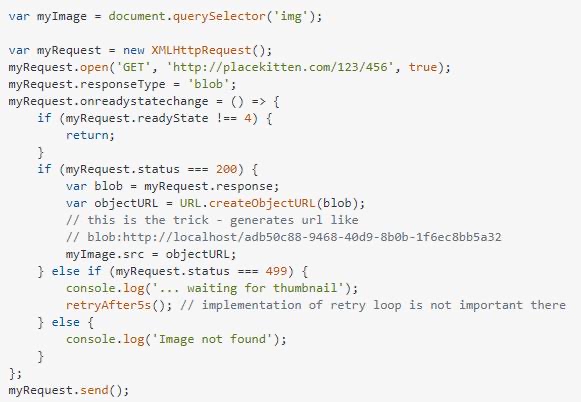 var myImage = document.querySelector('img');

var myRequest = new XMLHttpRequest();
myRequest.open('GET', 'http://placekitten.com/123/456', true);
myRequest.responseType = 'blob';
myRequest.onreadystatechange = () => {
    if (myRequest.readyState !== 4) {
        return;
    }
    if (myRequest.status === 200) {
        var blob = myRequest.response;
        var objectURL = URL.createObjectURL(blob);
        // this is the trick - generates url like
        // blob:http://localhost/adb50c88-9468-40d9-8b0b-1f6ec8bb5a32
        myImage.src = objectURL;
    } else if (myRequest.status === 499) {
        console.log('... waiting for thumbnail');
        retryAfter5s(); // implementation of retry loop is not important there
    } else {
        console.log('Image not found');
    }
};
myRequest.send();